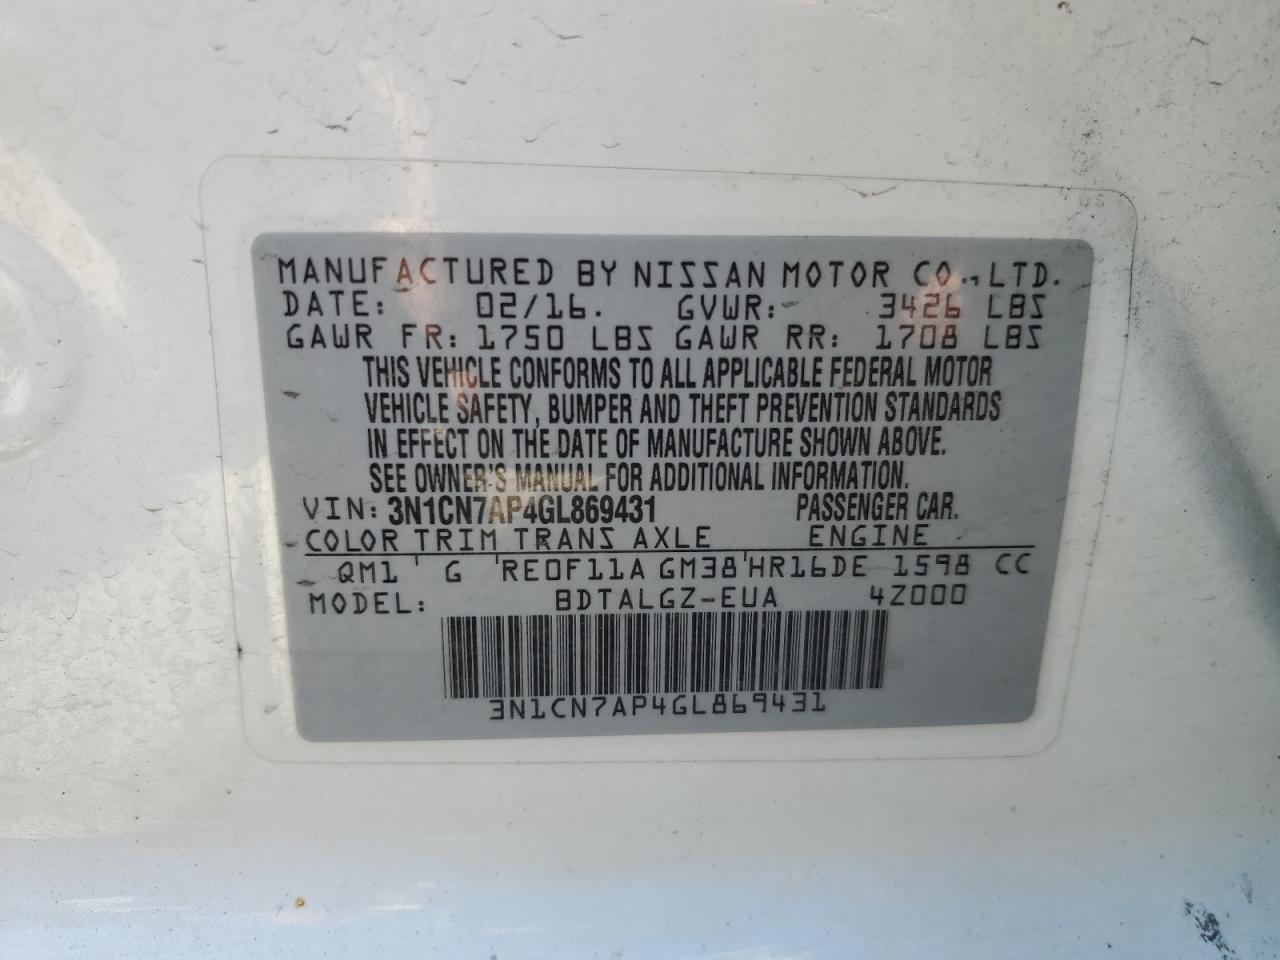 MANUFACTURED BY NISSAN MOTOR CO., LTD.
DATE: 02/16. GVWR: 3426 LBS
GAWR FR: 1750 LBS GAWR RR: 1708 LBS
THIS VEHICLE CONFORMS TO ALL APPLICABLE FEDERAL MOTOR
VEHICLE SAFETY, BUMPER AND THEFT PREVENTION STANDARDS
IN EFFECT ON THE DATE OF MANUFACTURE SHOWN ABOVE.
SEE OWNER'S MANUAL FOR ADDITIONAL INFORMATION.
VIN: 3N1CN7AP4GL869431 PASSENGER CAR.
COLOR TRIM TRANS AXLE ENGINE
QM1 ' G ' RE0F11A GM38 ' HR16DE 1598 CC
MODEL: BDTALGZ-EUA 4Z000
3N1CN7AP4GL869431